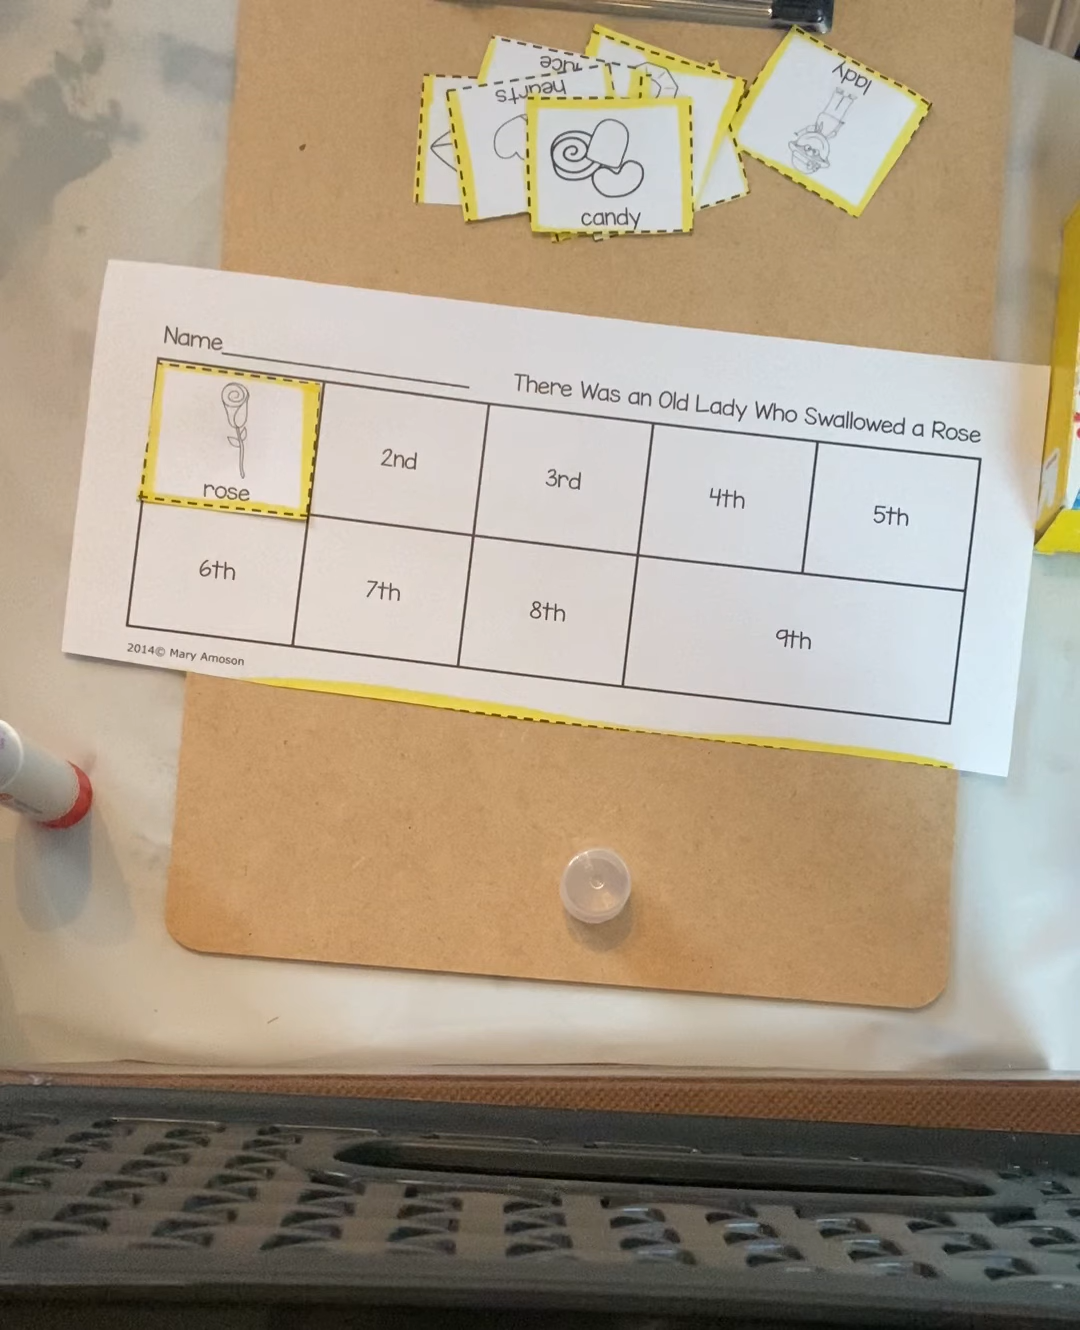 lady
hearts
candy
Name
There Was an Old Lady Who Swallowed a Rose
rose
2nd
3rd
4th
5th
6th
7th
8th
9th
2014© Mary Amoson